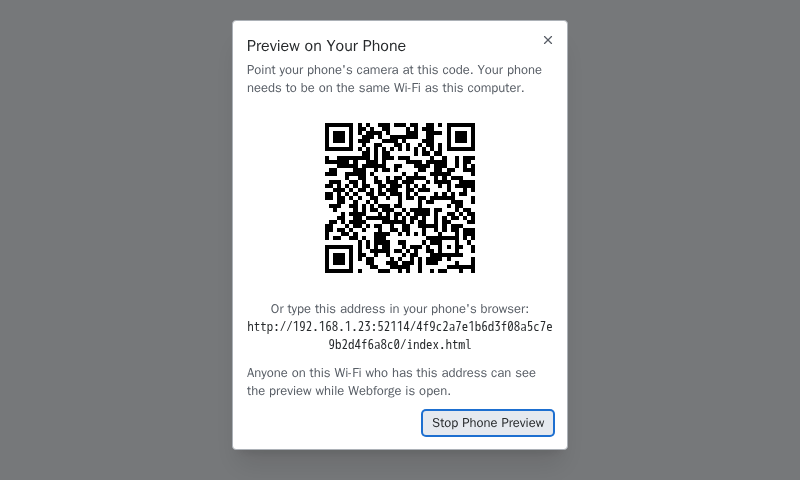 Preview on Your Phone
×
Point your phone's camera at this code. Your phone
needs to be on the same Wi-Fi as this computer.
Or type this address in your phone's browser:
http://192.168.1.23:52114/4f9c2a7e1b6d3f08a5c7e
9b2d4f6a8c0/index.html
Anyone on this Wi-Fi who has this address can see
the preview while Webforge is open.
Stop Phone Preview